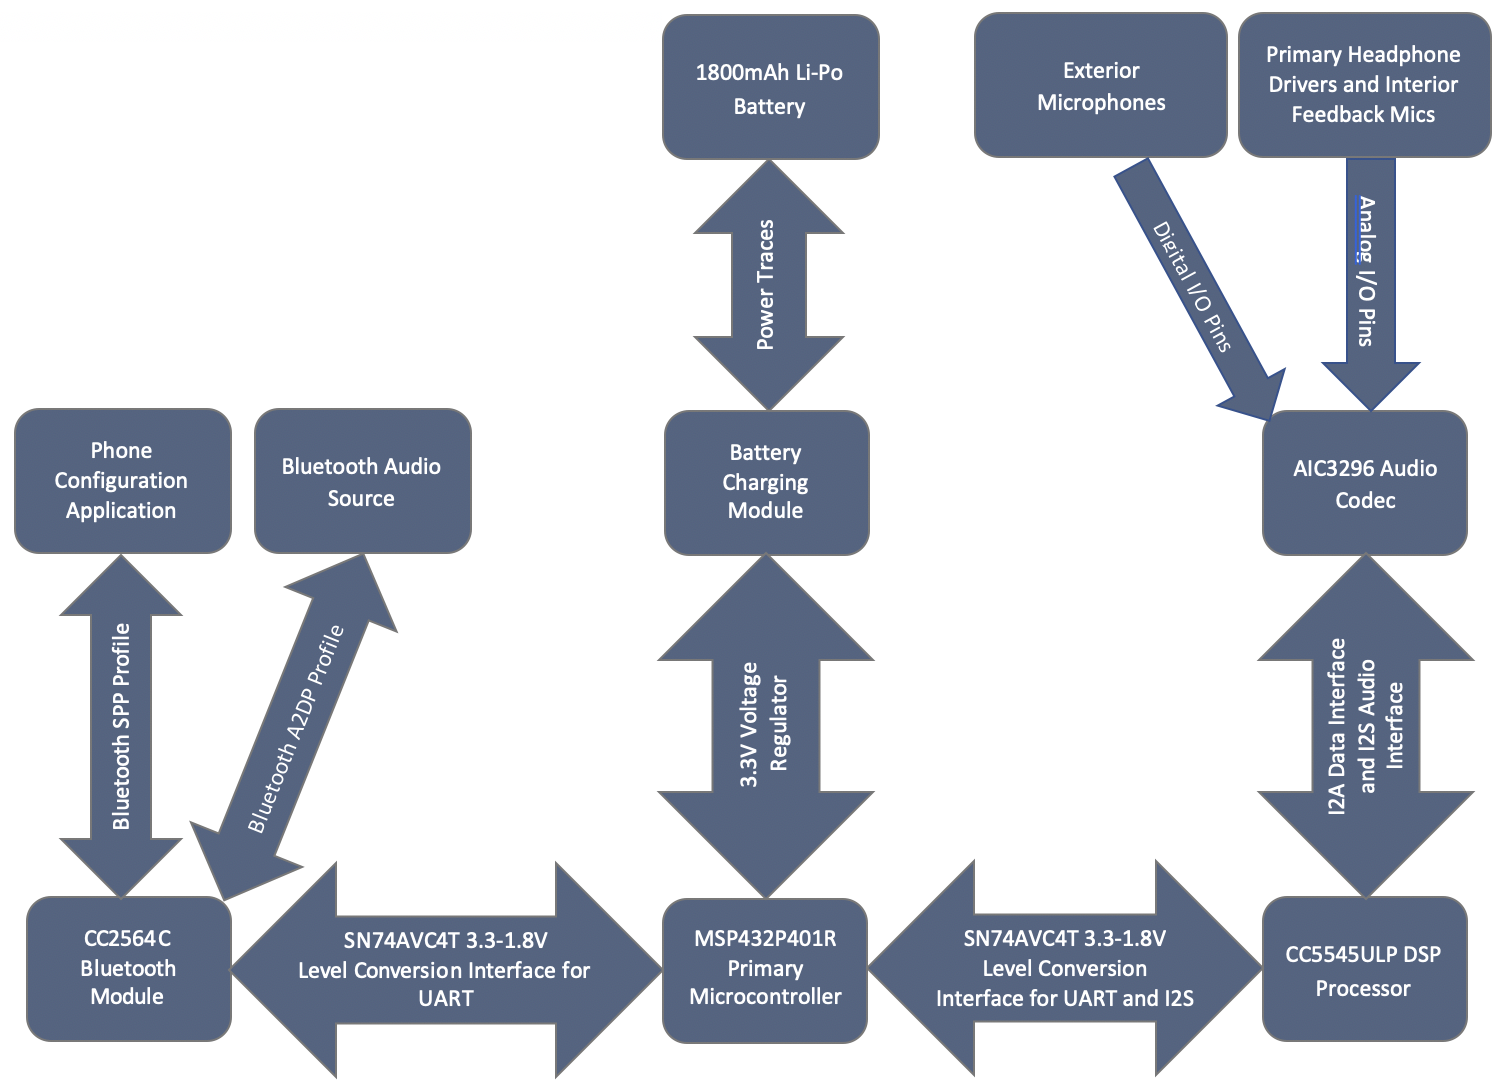 1800mAh Li-Po
Battery
Exterior
Microphones
Primary Headphone
Drivers and Interior
Feedback Mics
Power Traces
Digital I/O Pins
Analog I/O Pins
Phone
Configuration
Application
Bluetooth Audio
Source
Battery
Charging
Module
AIC3296 Audio
Codec
Bluetooth SPP Profile
Bluetooth A2DP Profile
3.3V Voltage
Regulator
I2A Data Interface
and I2S Audio
Interface
CC2564C
Bluetooth
Module
SN74AVC4T 3.3-1.8V
Level Conversion Interface for
UART
MSP432P401R
Primary
Microcontroller
SN74AVC4T 3.3-1.8V
Level Conversion
Interface for UART and I2S
CC5545ULP DSP
Processor